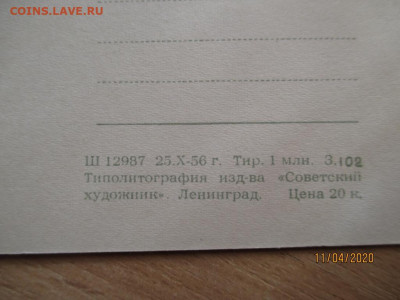 COINS.LAVE.RU
Ш 12987 25.X-56 г. Тир. 1 млн. З.102
Типолитография изд-ва «Советский
художник». Ленинград. Цена 20 к.
11/04/2020